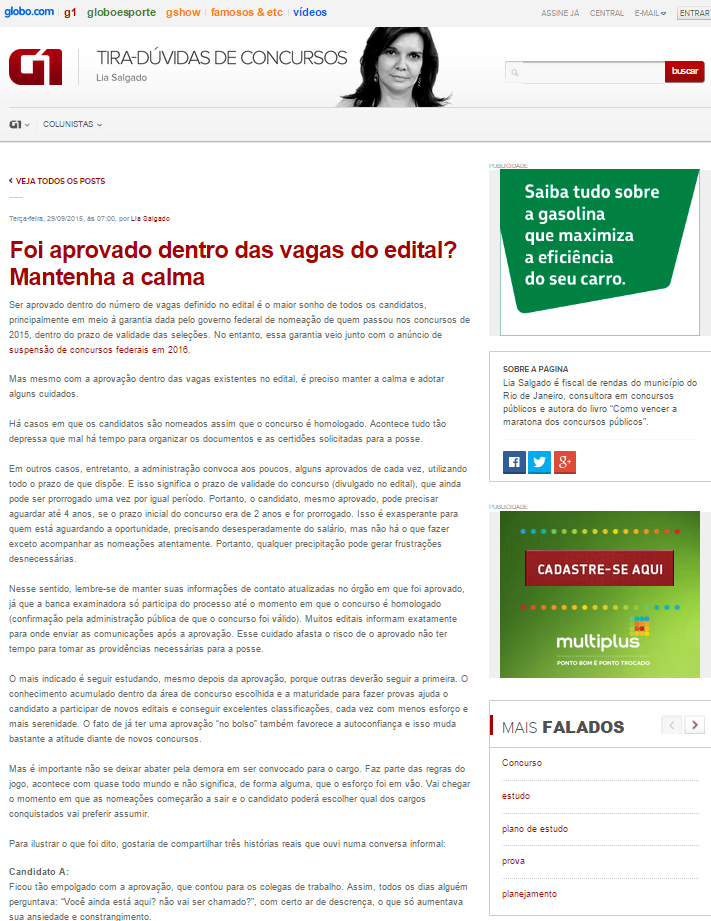 globo.com g1 globoesporte gshow famosos & etc vídeos
ASSINE JÁ CENTRAL E-MAIL ENTRAR
G1
TIRA-DÚVIDAS DE CONCURSOS
Lia Salgado
buscar
G1 COLUNISTAS
VEJA TODOS OS POSTS
Terça-feira, 29/09/2015, às 07:00, por Lia Salgado
Foi aprovado dentro das vagas do edital?
Mantenha a calma
Ser aprovado dentro do número de vagas definido no edital é o maior sonho de todos os candidatos,
principalmente em meio á garantia dada pelo governo federal de nomeação de quem passou nos concursos de
2015, dentro do prazo de validade das seleções. No entanto, essa garantia veio junto com o anúncio de
suspensão de concursos federais em 2016.
Mas mesmo com a aprovação dentro das vagas existentes no edital, é preciso manter a calma e adotar
alguns cuidados.
Há casos em que os candidatos são nomeados assim que o concurso é homologado. Acontece tudo tão
depressa que mal há tempo para organizar os documentos e as certidões solicitadas para a posse.
Em outros casos, entretanto, a administração convoca aos poucos, alguns aprovados de cada vez, utilizando
todo o prazo de que dispõe. E isso significa o prazo de validade do concurso (divulgado no edital), que ainda
pode ser prorrogado uma vez por igual período. Portanto, o candidato, mesmo aprovado, pode precisar
aguardar até 4 anos, se o prazo inicial do concurso era de 2 anos e for prorrogado. Isso é exasperante para
quem está aguardando a oportunidade, precisando desesperadamente do salário, mas não há o que fazer
exceto acompanhar as nomeações atentamente. Portanto, qualquer precipitação pode gerar frustrações
desnecessárias.
Nesse sentido, lembre-se de manter suas informações de contato atualizadas no órgão em que foi aprovado,
já que a banca examinadora só participa do processo até o momento em que o concurso é homologado
(confirmação pela administração pública de que o concurso foi válido). Muitos editais informam exatamente
para onde enviar as comunicações após a aprovação. Esse cuidado afasta o risco de o aprovado não ter
tempo para tomar as providências necessárias para a posse.
O mais indicado é seguir estudando, mesmo depois da aprovação, porque outras deverão seguir a primeira. O
conhecimento acumulado dentro da área de concurso escolhida e a maturidade para fazer provas ajuda o
candidato a participar de novos editais e conseguir excelentes classificações, cada vez com menos esforço e
mais serenidade. O fato de já ter uma aprovação “no bolso” também favorece a autoconfiança e isso muda
bastante a atitude diante de novos concursos.
Mas é importante não se deixar abater pela demora em ser convocado para o cargo. Faz parte das regras do
jogo, acontece com quase todo mundo e não significa, de forma alguma, que o esforço foi em vão. Vai chegar
o momento em que as nomeações começarão a sair e o candidato poderá escolher qual dos cargos
conquistados vai preferir assumir.
Para ilustrar o que foi dito, gostaria de compartilhar três histórias reais que ouvi numa conversa informal:
Candidato A:
Ficou tão empolgado com a aprovação, que contou para os colegas de trabalho. Assim, todos os dias alguém
perguntava: “Você ainda está aqui? não vai ser chamado?”, com certo ar de descrença, o que só aumentava
sua ansiedade e constrangimento.
PUBLICIDADE
Saiba tudo sobre
a gasolina
que maximiza
a eficiência
do seu carro.
SOBRE A PAGINA
Lia Salgado é fiscal de rendas do município do
Rio de Janeiro, consultora em concursos
públicos e autora do livro “Como vencer a
maratona dos concursos públicos”.
PUBLICIDADE
CADASTRE-SE AQUI
multiplus
PONTO BOM É PONTO TROCADO
MAIS FALADOS
Concurso
estudo
plano de estudo
prova
planejamento